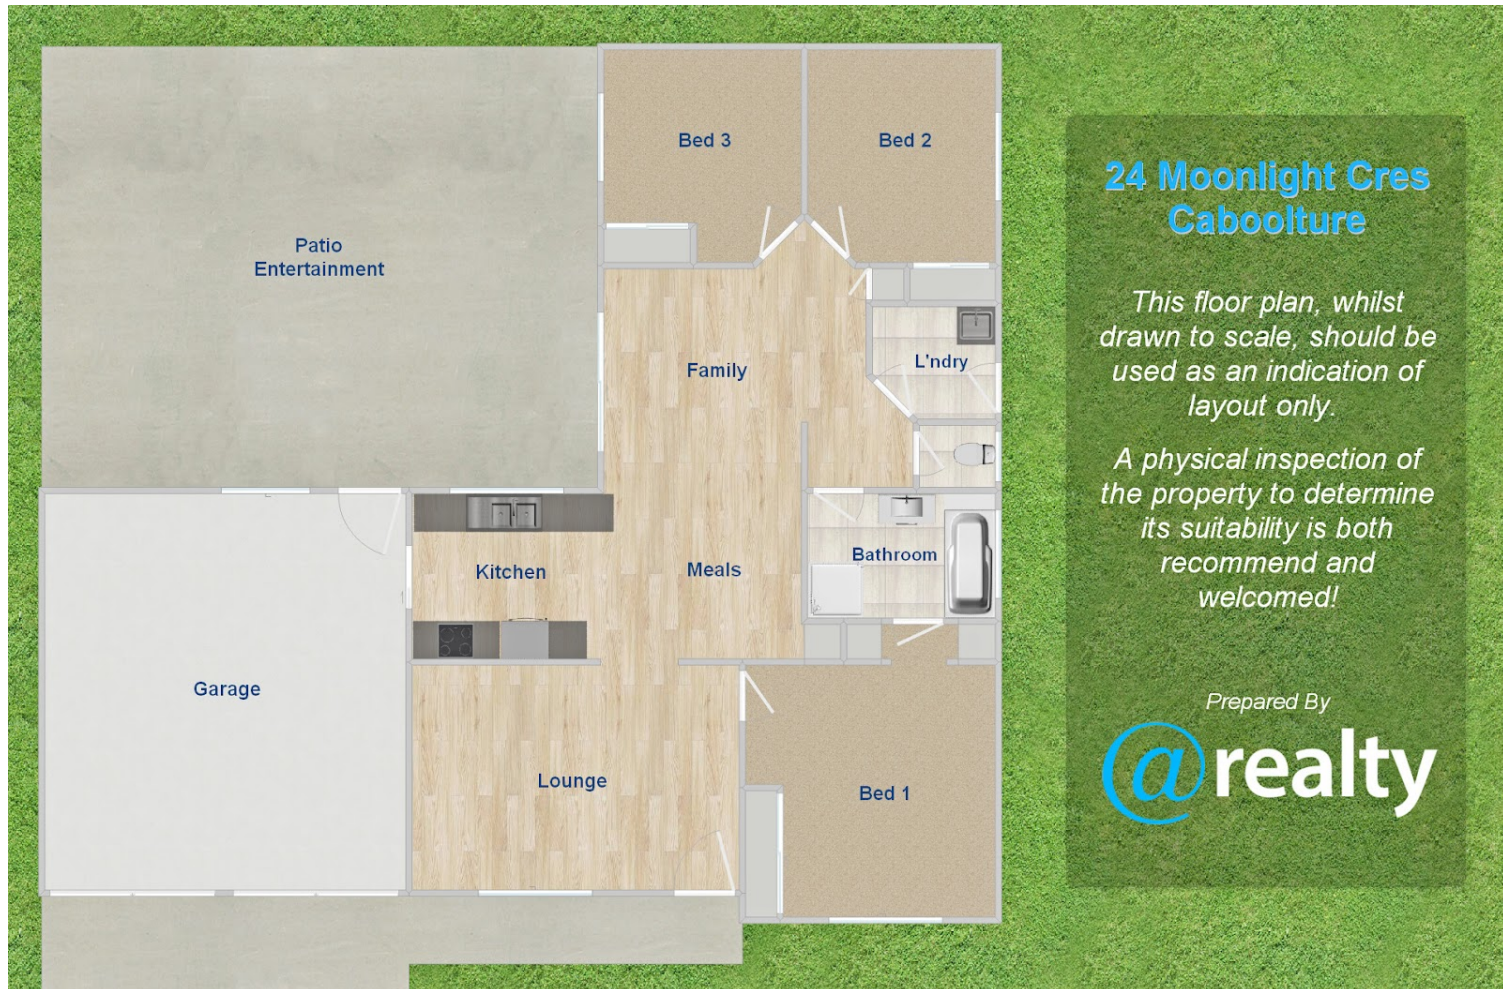 Bed 3
Bed 2
Patio
Entertainment
Family
L'ndry
Kitchen
Meals
Bathroom
Garage
Lounge
Bed 1
24 Moonlight Cres
Caboolture
This floor plan, whilst
drawn to scale, should be
used as an indication of
layout only.
A physical inspection of
the property to determine
its suitability is both
recommend and
welcomed!
Prepared By
@realty